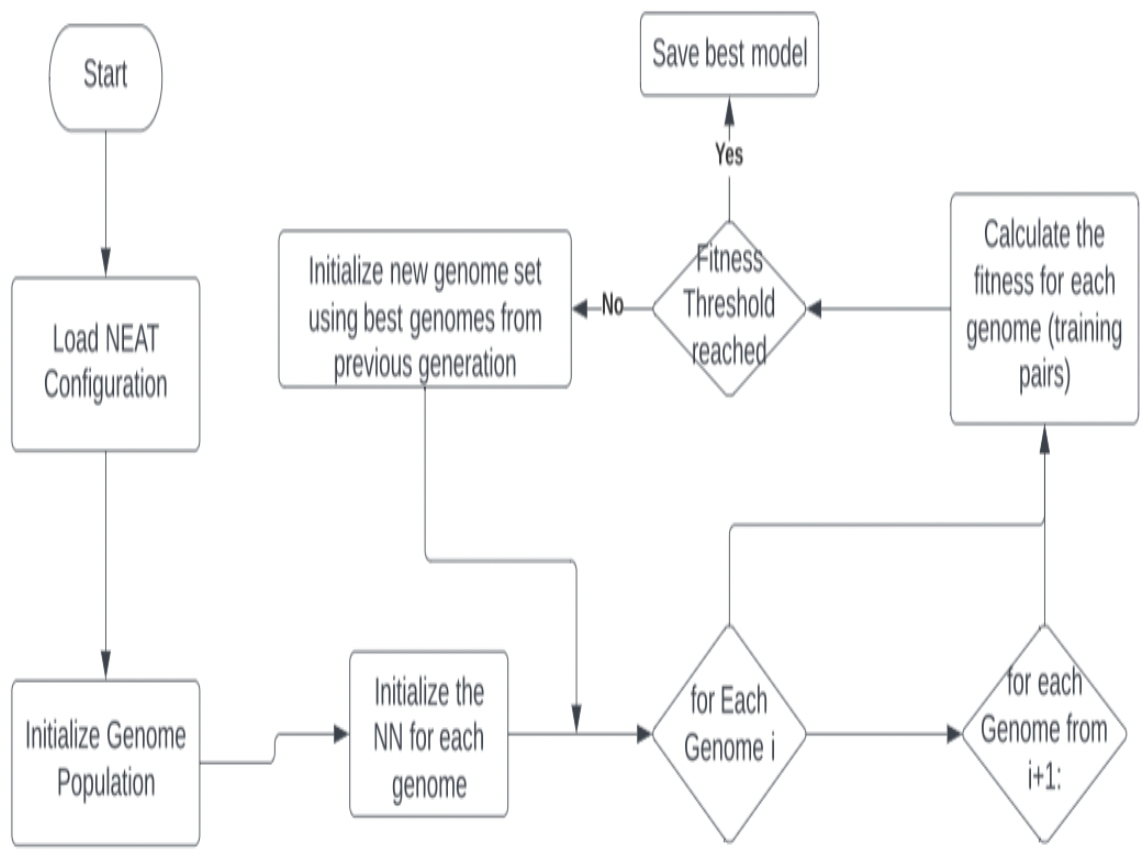 Start
Load NEAT
Configuration
Initialize Genome
Population
Initialize the
NN for each
genome
for Each
Genome i
for each
Genome from
i+1:
Calculate the
fitness for each
genome (training
pairs)
Fitness
Threshold
reached
Yes
Save best model
No
Initialize new genome set
using best genomes from
previous generation